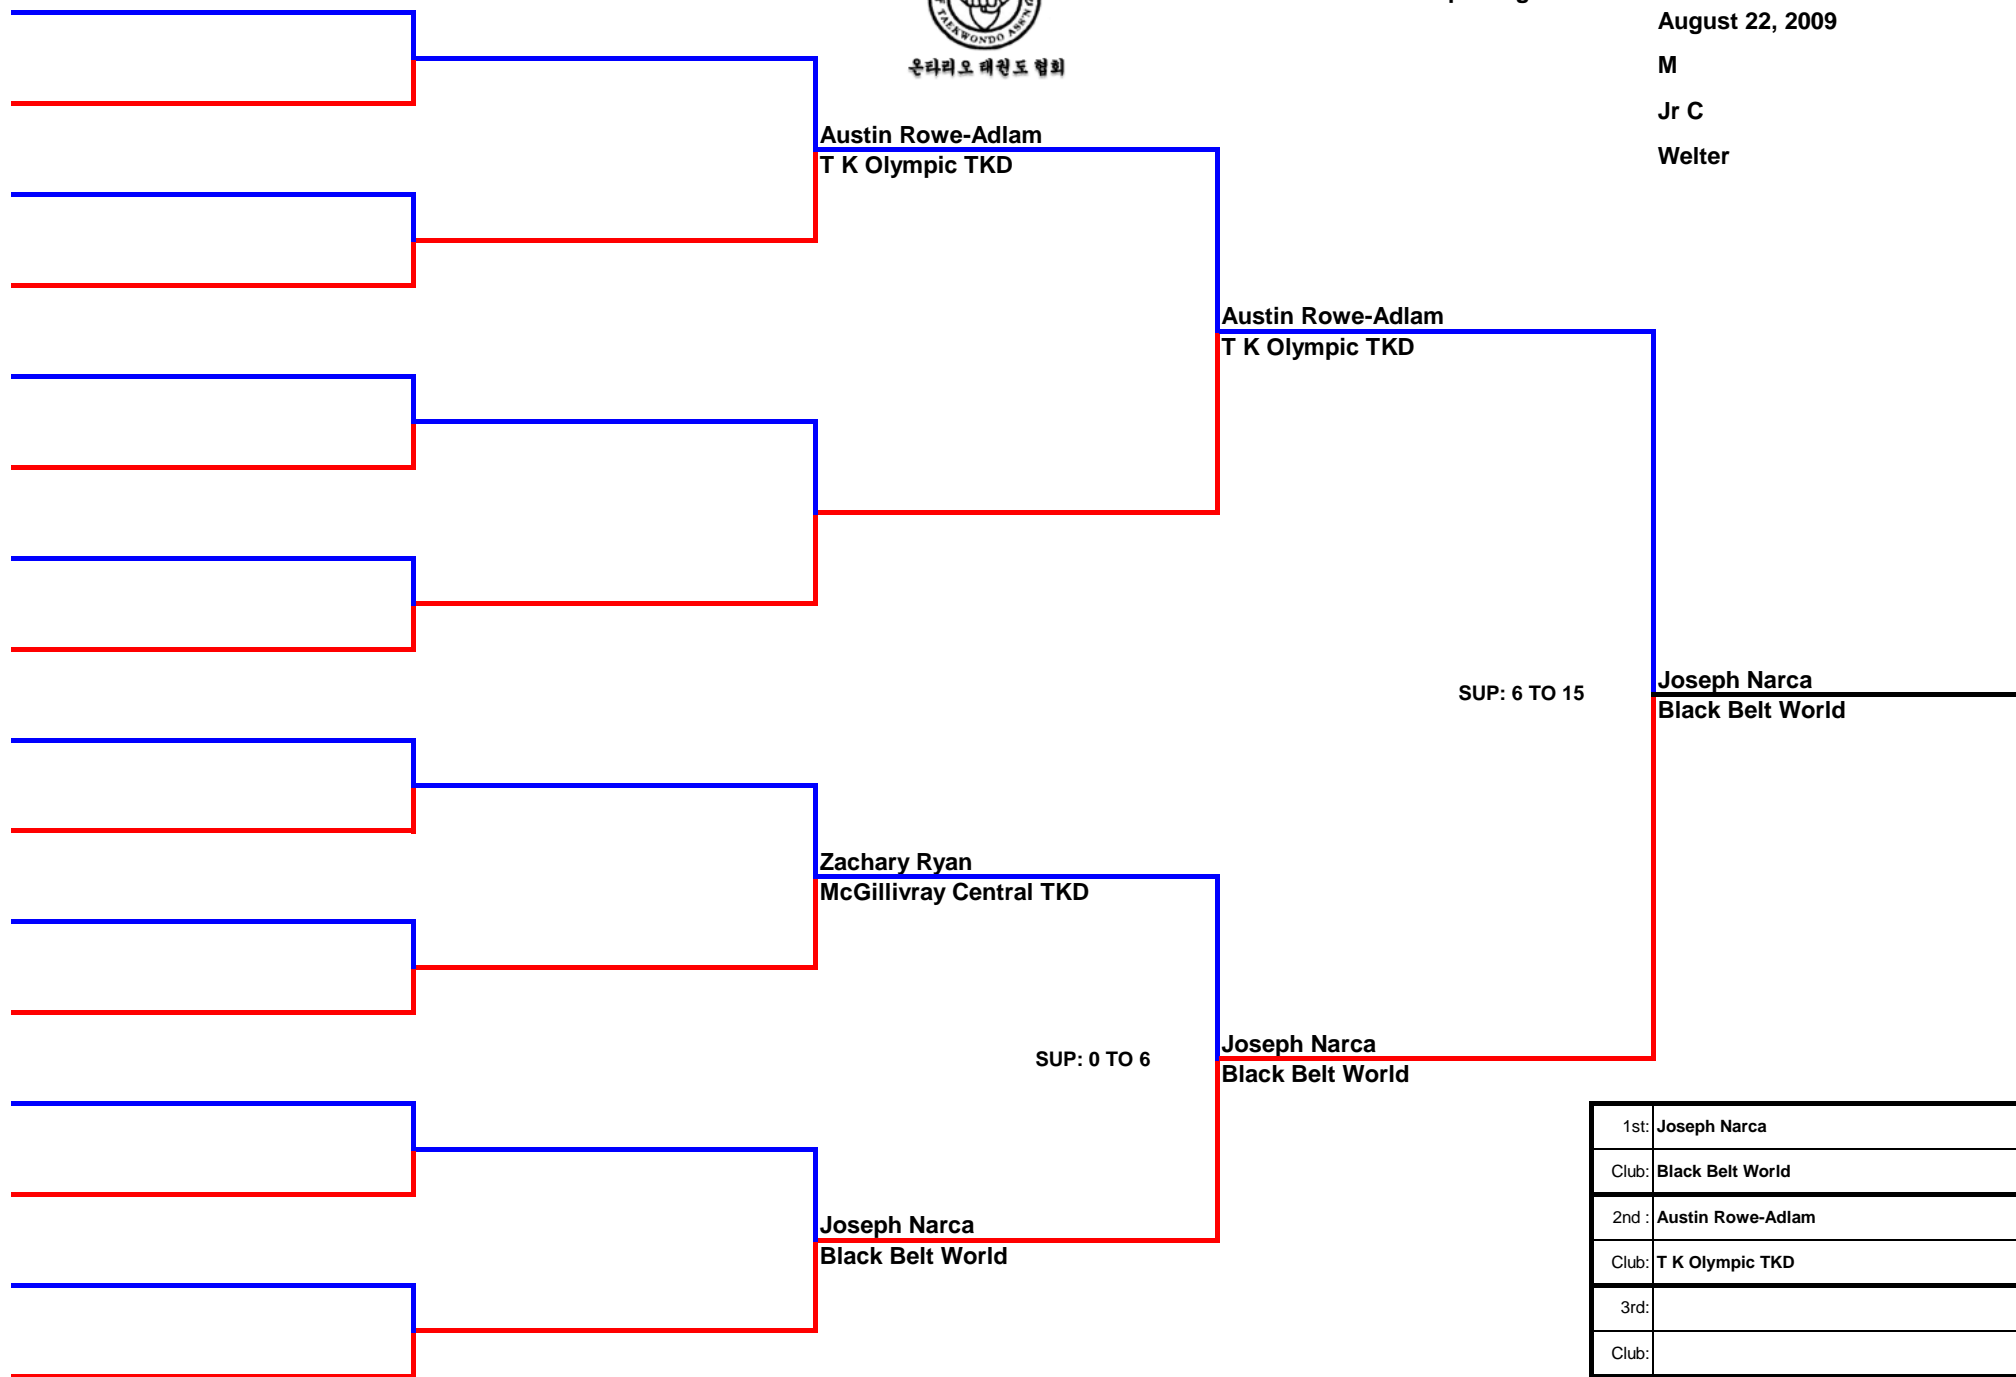 TAEKWONDO ASS'N
온타리오 태권도 협회
August 22, 2009
M
Jr C
Welter
Austin Rowe-Adlam
T K Olympic TKD
Austin Rowe-Adlam
T K Olympic TKD
SUP: 6 TO 15
Joseph Narca
Black Belt World
Zachary Ryan
McGillivray Central TKD
SUP: 0 TO 6
Joseph Narca
Black Belt World
Joseph Narca
Black Belt World
1st: Joseph Narca
Club: Black Belt World
2nd : Austin Rowe-Adlam
Club: T K Olympic TKD
3rd:
Club: